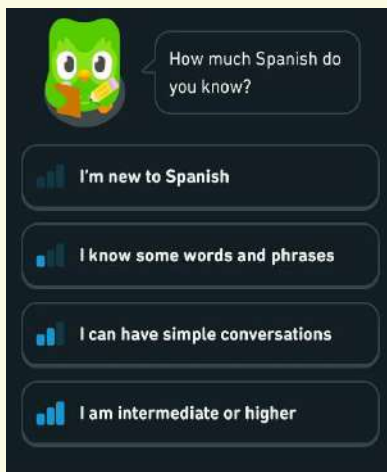 How much Spanish do
you know?
I'm new to Spanish
I know some words and phrases
I can have simple conversations
I am intermediate or higher